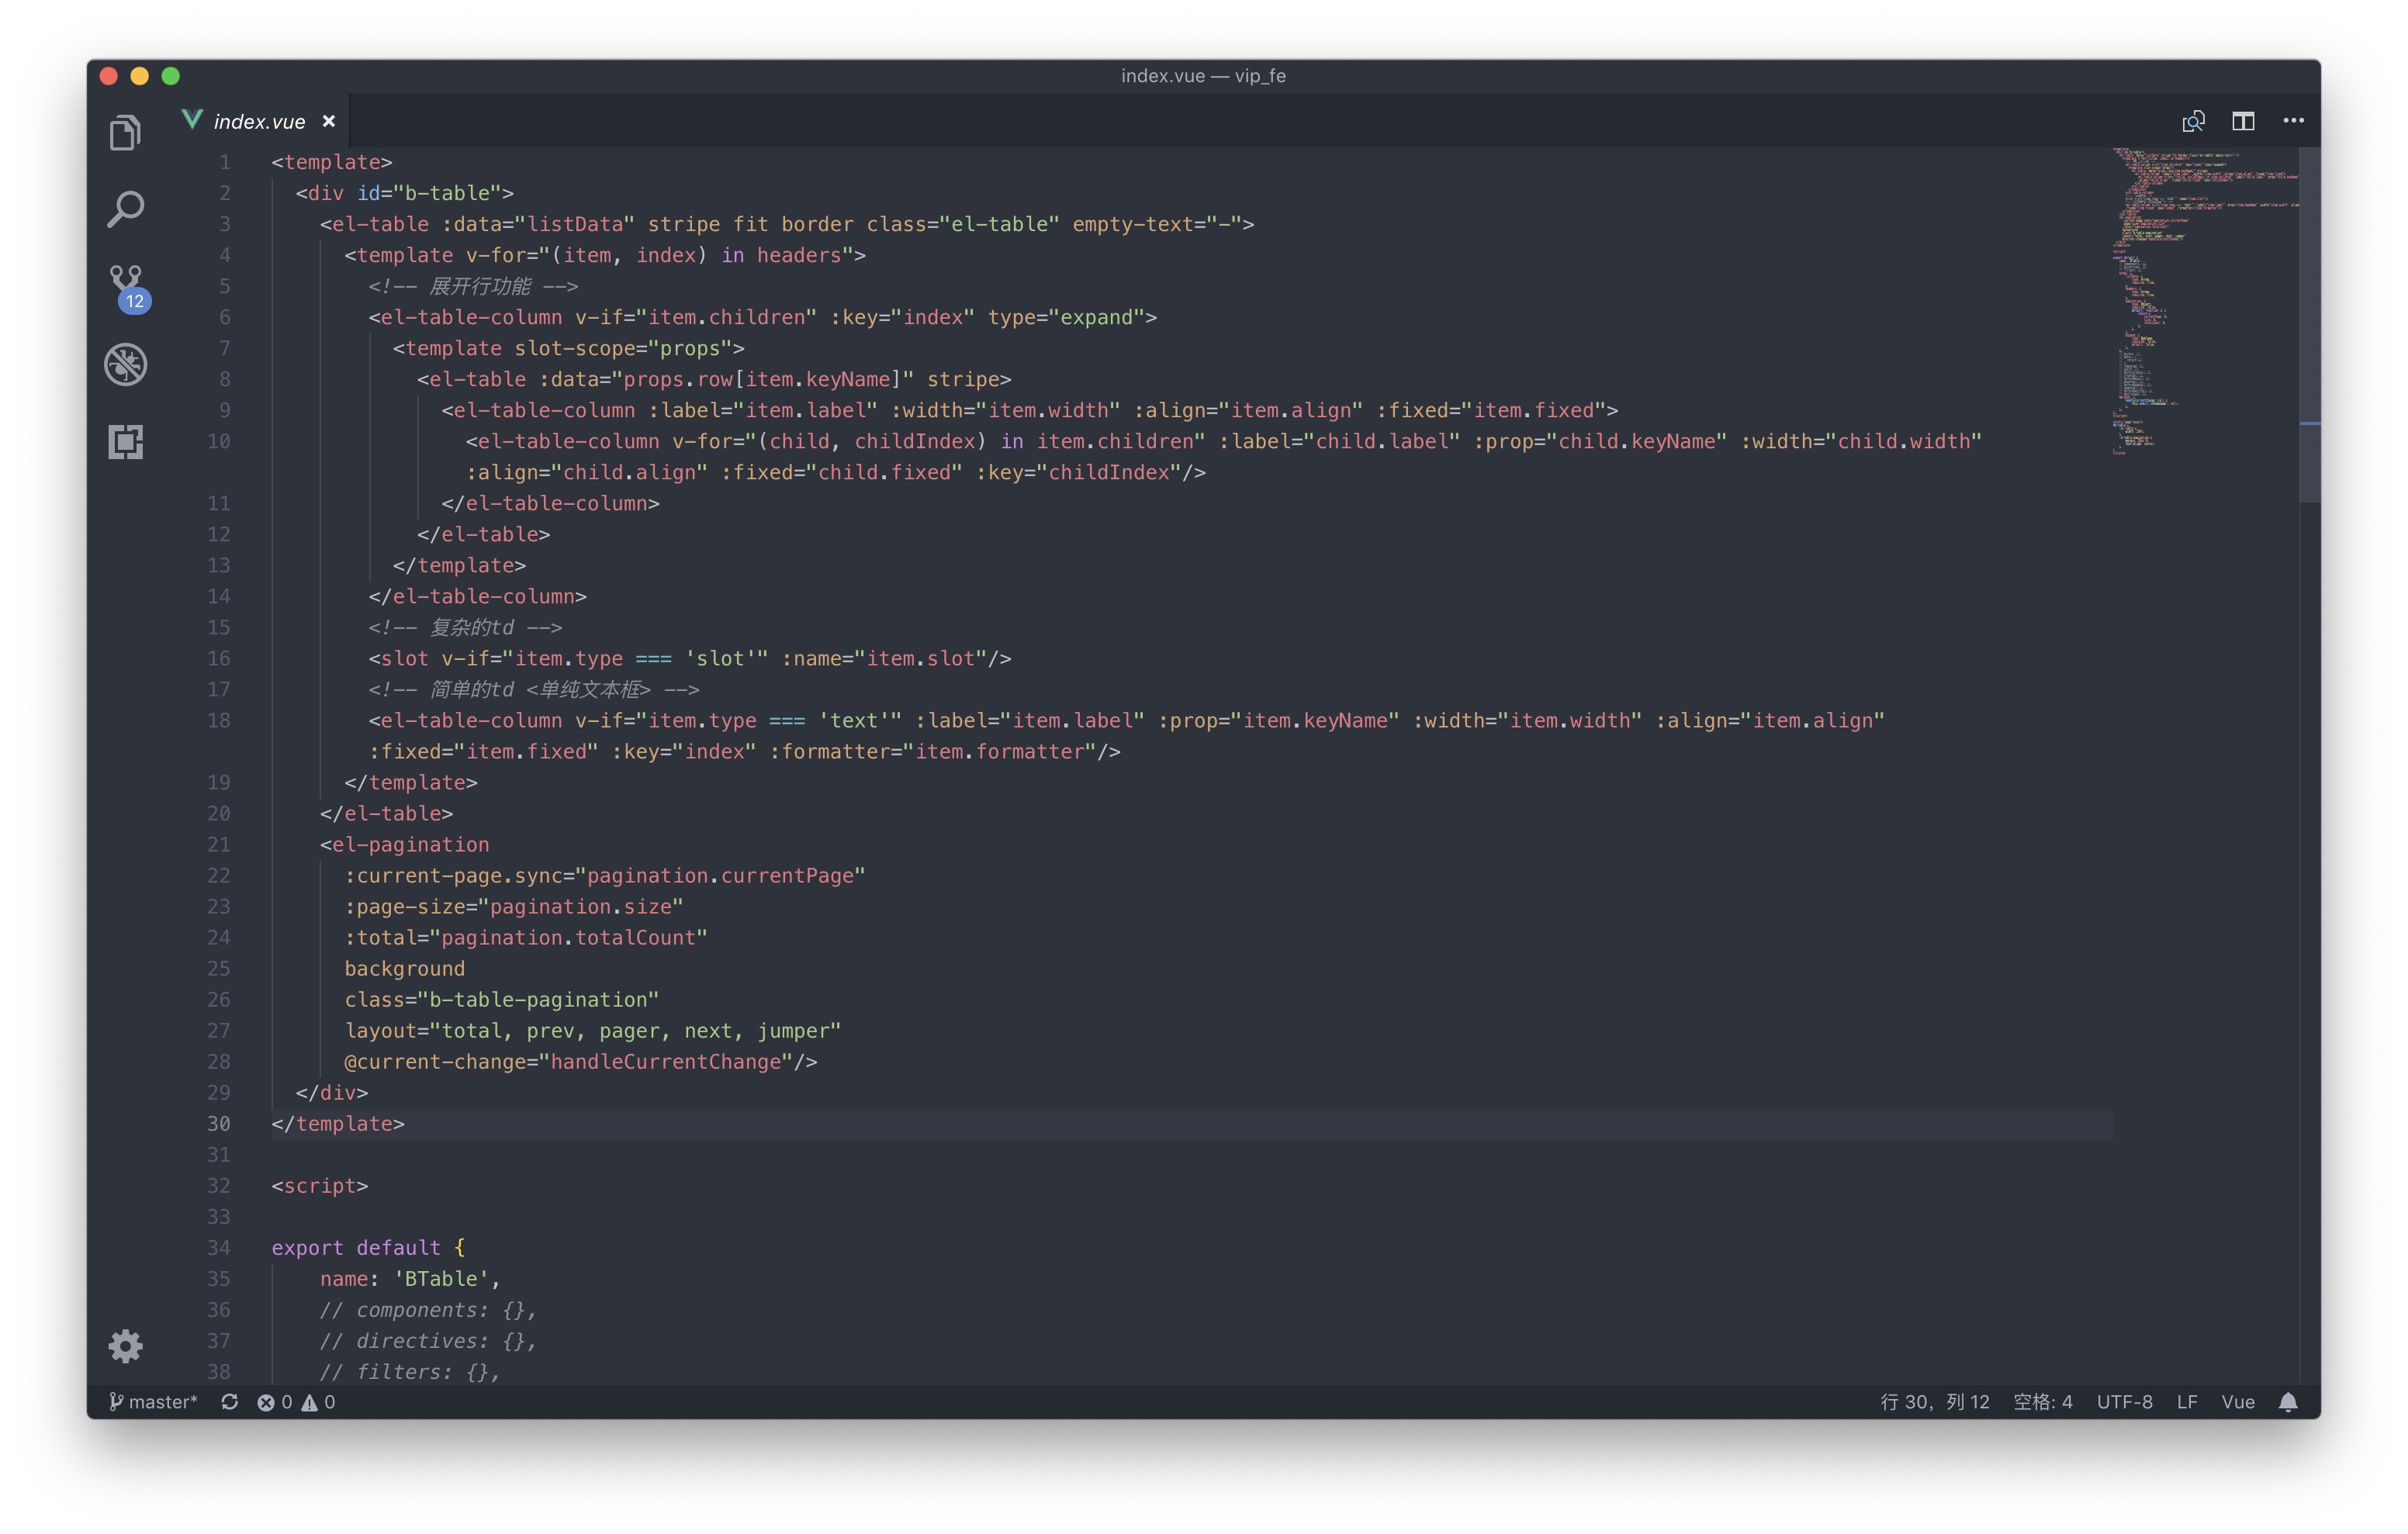 index.vue — vip_fe
index.vue
12
1 <template>
2 <div id="b-table">
3 <el-table :data="listData" stripe fit border class="el-table" empty-text="-">
4 <template v-for="(item, index) in headers">
5 <!-- 展开行功能 -->
6 <el-table-column v-if="item.children" :key="index" type="expand">
7 <template slot-scope="props">
8 <el-table :data="props.row[item.keyName]" stripe>
9 <el-table-column :label="item.label" :width="item.width" :align="item.align" :fixed="item.fixed">
10 <el-table-column v-for="(child, childIndex) in item.children" :label="child.label" :prop="child.keyName" :width="child.width"
:align="child.align" :fixed="child.fixed" :key="childIndex"/>
11 </el-table-column>
12 </el-table>
13 </template>
14 </el-table-column>
15 <!-- 复杂的td -->
16 <slot v-if="item.type === 'slot'" :name="item.slot"/>
17 <!-- 简单的td <单纯文本框> -->
18 <el-table-column v-if="item.type === 'text'" :label="item.label" :prop="item.keyName" :width="item.width" :align="item.align"
:fixed="item.fixed" :key="index" :formatter="item.formatter"/>
19 </template>
20 </el-table>
21 <el-pagination
22 :current-page.sync="pagination.currentPage"
23 :page-size="pagination.size"
24 :total="pagination.totalCount"
25 background
26 class="b-table-pagination"
27 layout="total, prev, pager, next, jumper"
28 @current-change="handleCurrentChange"/>
29 </div>
30 </template>
31
32 <script>
33
34 export default {
35 name: 'BTable',
36 // components: {},
37 // directives: {},
38 // filters: {},
master* 0 0 行 30，列 12 空格: 4 UTF-8 LF Vue